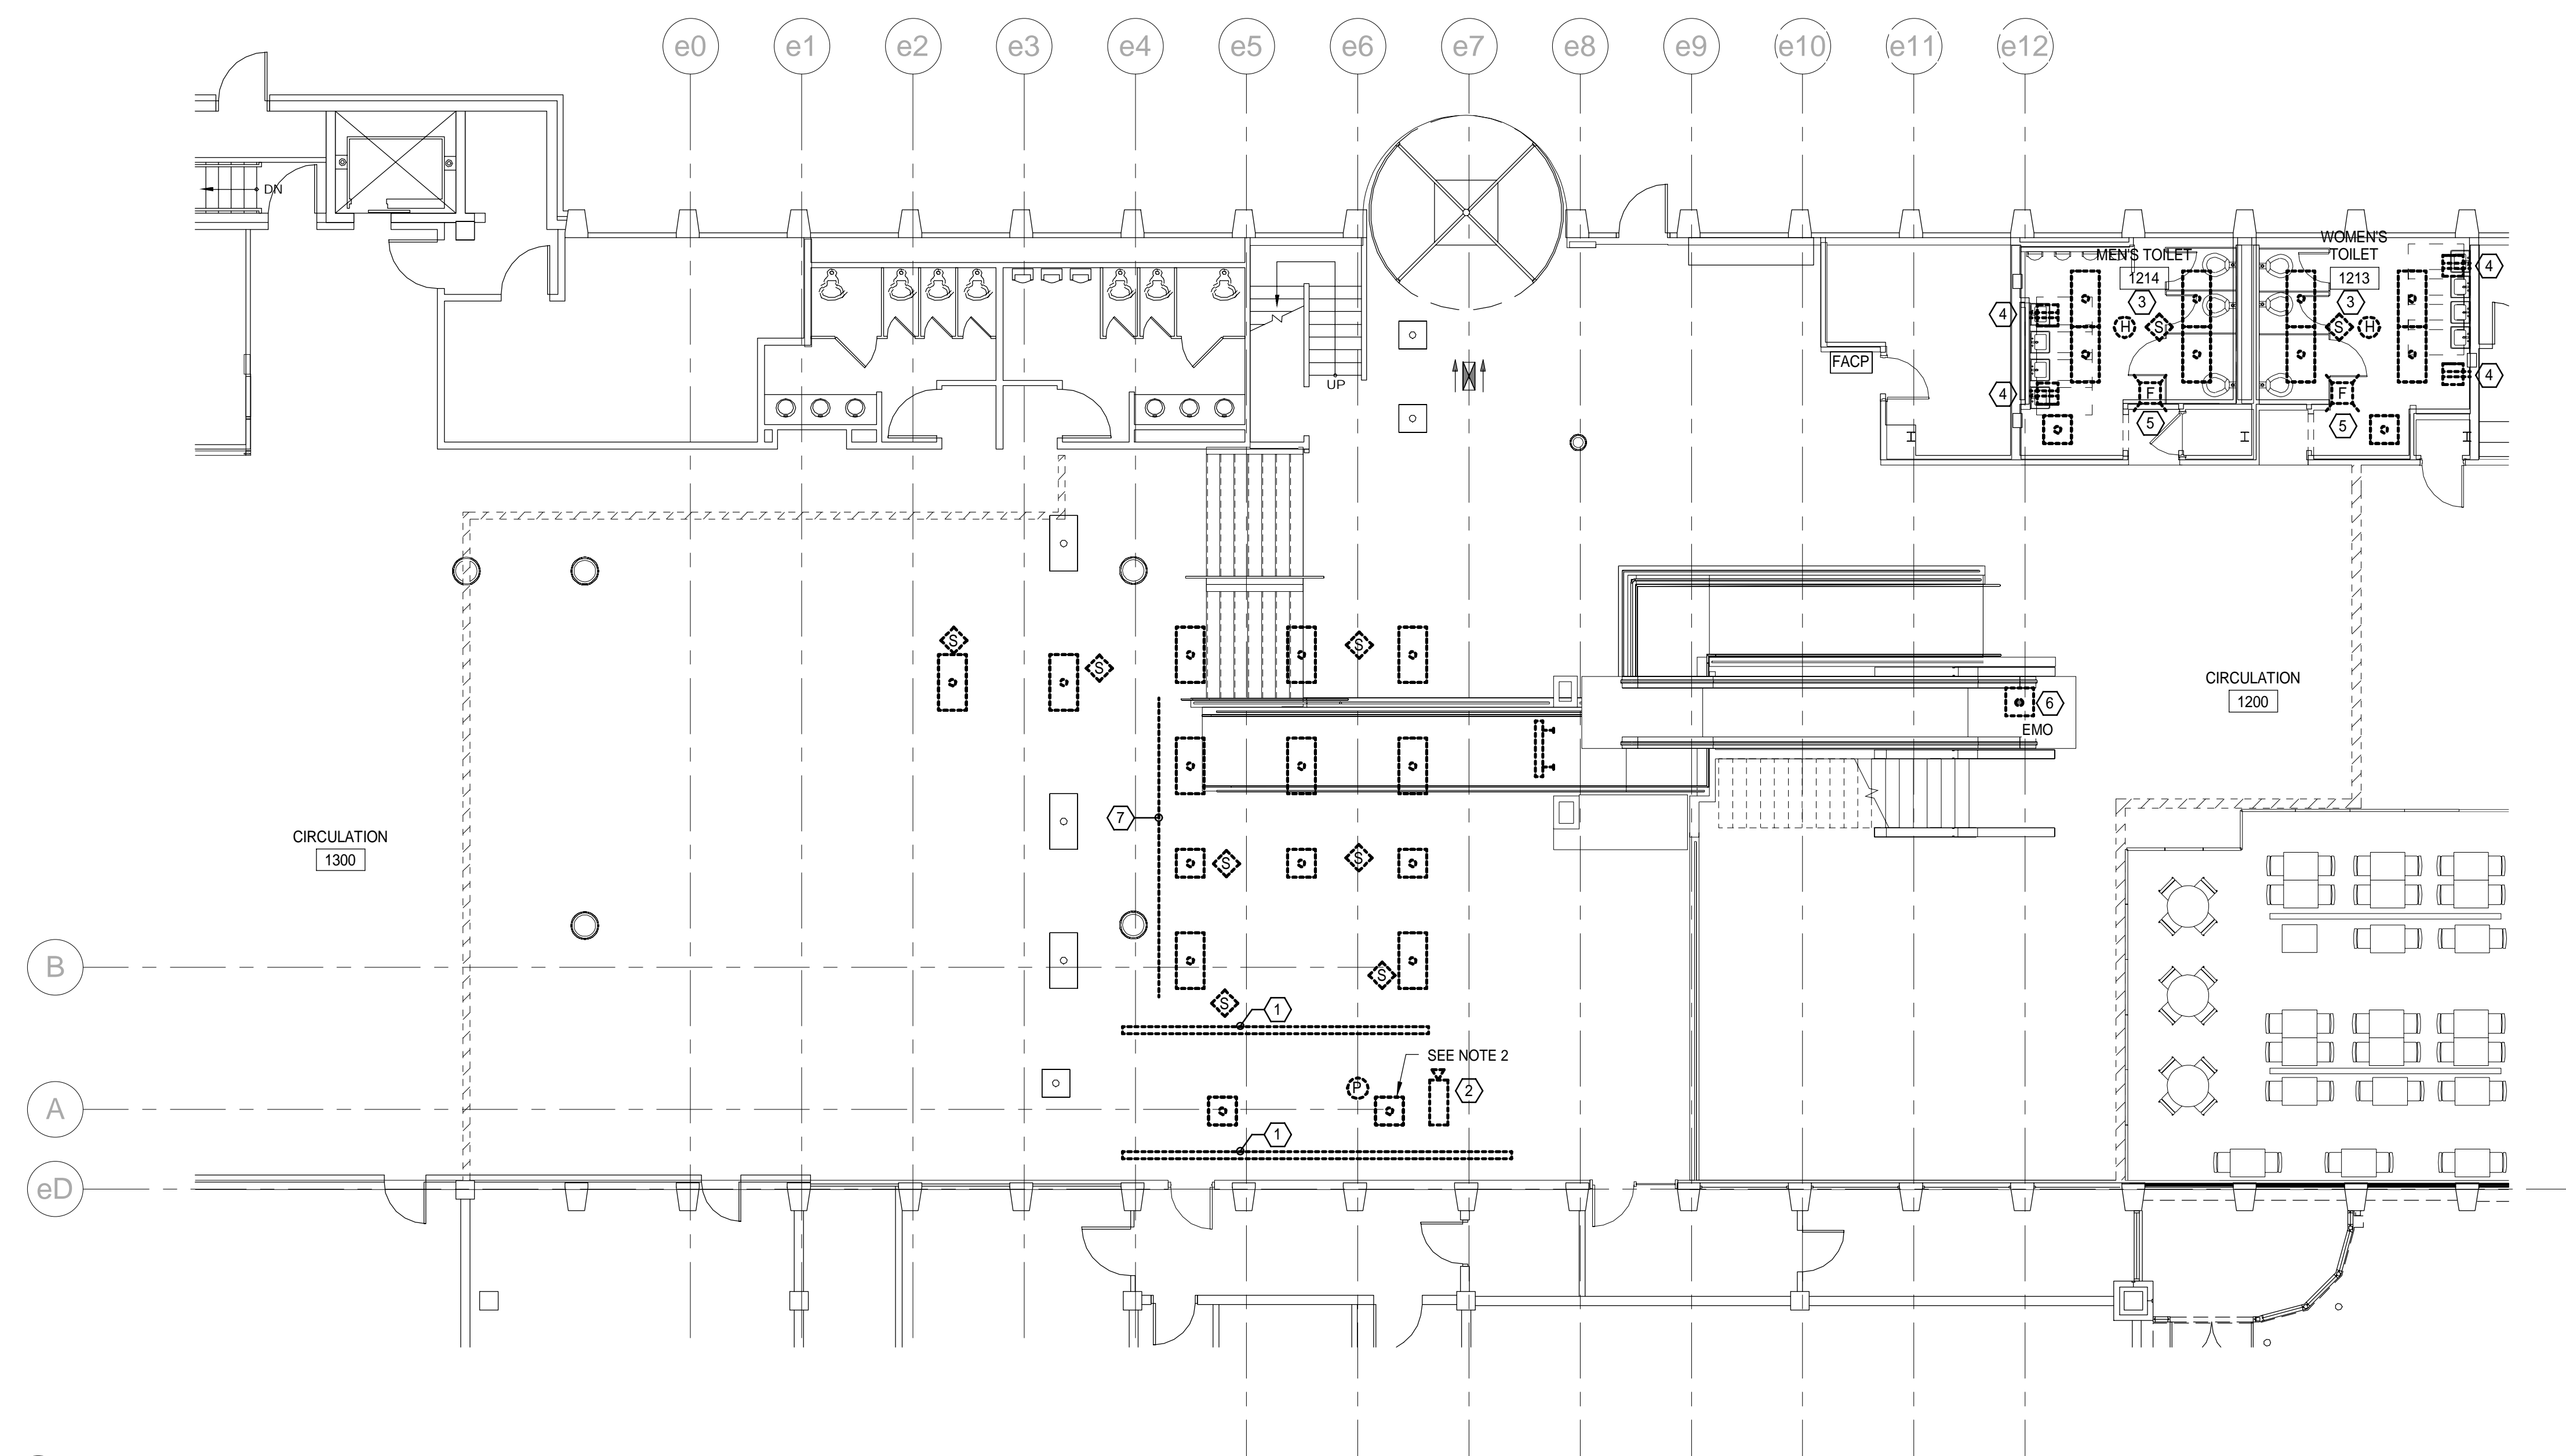 e0 e1 e2 e3 e4 e5 e6 e7 e8 e9 e10 e11 e12
DN
WOMEN'S
MEN'S TOILET TOILET
1214 1213
4
3 3
4
H S S H
UP
FACP
4
4
F F
5 5
H H H
S
S S
CIRCULATION
1200
6
EMO
7
CIRCULATION
1300
S S
B
S
S
1
SEE NOTE 2
P
2
A
1
eD